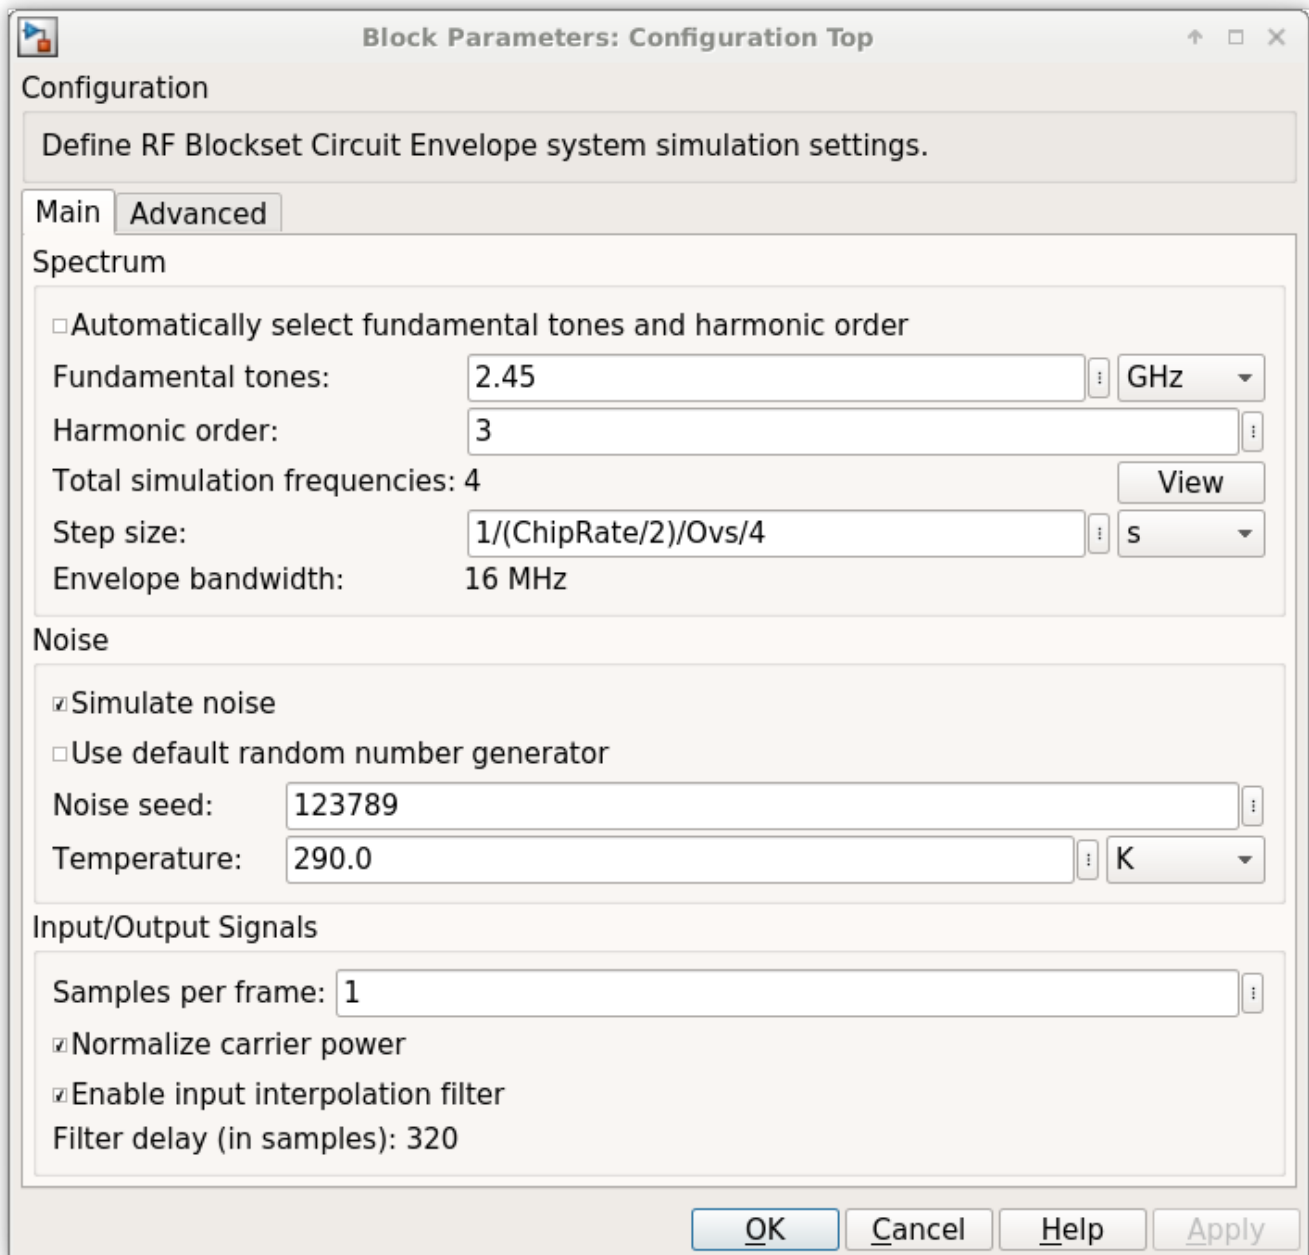 Block Parameters: Configuration Top
Configuration
Define RF Blockset Circuit Envelope system simulation settings.
Main Advanced
Spectrum
Automatically select fundamental tones and harmonic order
Fundamental tones: 2.45 GHz
Harmonic order: 3
Total simulation frequencies: 4 View
Step size: 1/(ChipRate/2)/Ovs/4 s
Envelope bandwidth: 16 MHz
Noise
Simulate noise
Use default random number generator
Noise seed: 123789
Temperature: 290.0 K
Input/Output Signals
Samples per frame: 1
Normalize carrier power
Enable input interpolation filter
Filter delay (in samples): 320
OK Cancel Help Apply